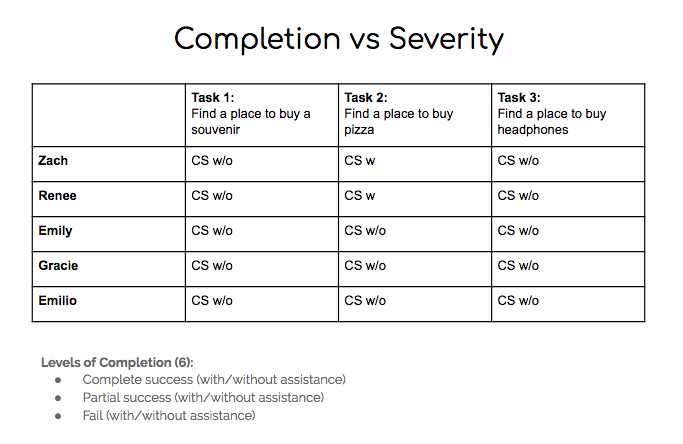 Completion vs Severity
Task 1: Task 2: Task 3:
Find a place to buy a Find a place to buy Find a place to buy
souvenir pizza headphones
Zach CS w/o CS w CS w/o
Renee CS w/o CS w CS w/o
Emily CS w/o CS w/o CS w/o
Gracie CS w/o CS w/o CS w/o
Emilio CS w/o CS w/o CS w/o
Levels of Completion (6):
● Complete success (with/without assistance)
● Partial success (with/without assistance)
● Fail (with/without assistance)